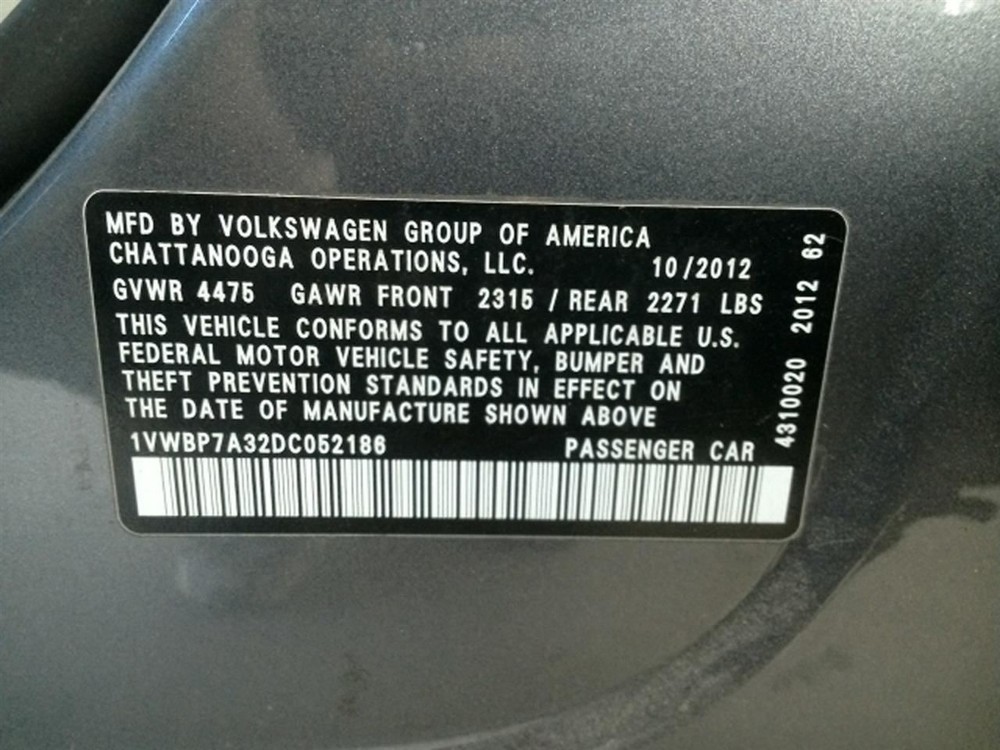 MFD BY VOLKSWAGEN GROUP OF AMERICA
CHATTANOOGA OPERATIONS, LLC. 10/2012
GVWR 4475 GAWR FRONT 2315 / REAR 2271 LBS
THIS VEHICLE CONFORMS TO ALL APPLICABLE U.S.
FEDERAL MOTOR VEHICLE SAFETY, BUMPER AND
THEFT PREVENTION STANDARDS IN EFFECT ON
THE DATE OF MANUFACTURE SHOWN ABOVE
1VWBP7A32DC052186 PASSENGER CAR
4310020 2012 62